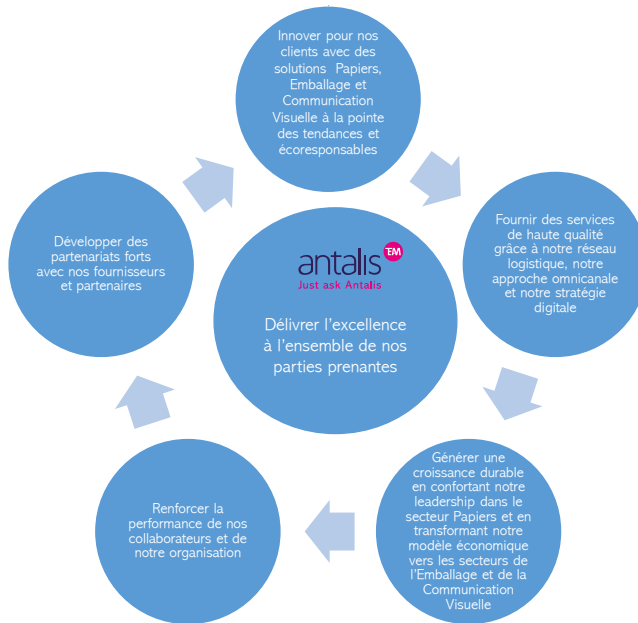 Innover pour nos
clients avec des
solutions Papiers,
Emballage et
Communication
Visuelle à la pointe
des tendances et
écoresponsables
Fournir des services
de haute qualité
grâce à notre réseau
logistique, notre
approche omnicanale
et notre stratégie
digitale
Générer une
croissance durable
en confortant notre
leadership dans le
secteur Papiers et en
transformant notre
modèle économique
vers les secteurs de
l'Emballage et de la
Communication
Visuelle
Renforcer la
performance de nos
collaborateurs et de
notre organisation
Développer des
partenariats forts
avec nos fournisseurs
et partenaires
antalis TM
Just ask Antalis
Délivrer l'excellence
à l'ensemble de nos
parties prenantes